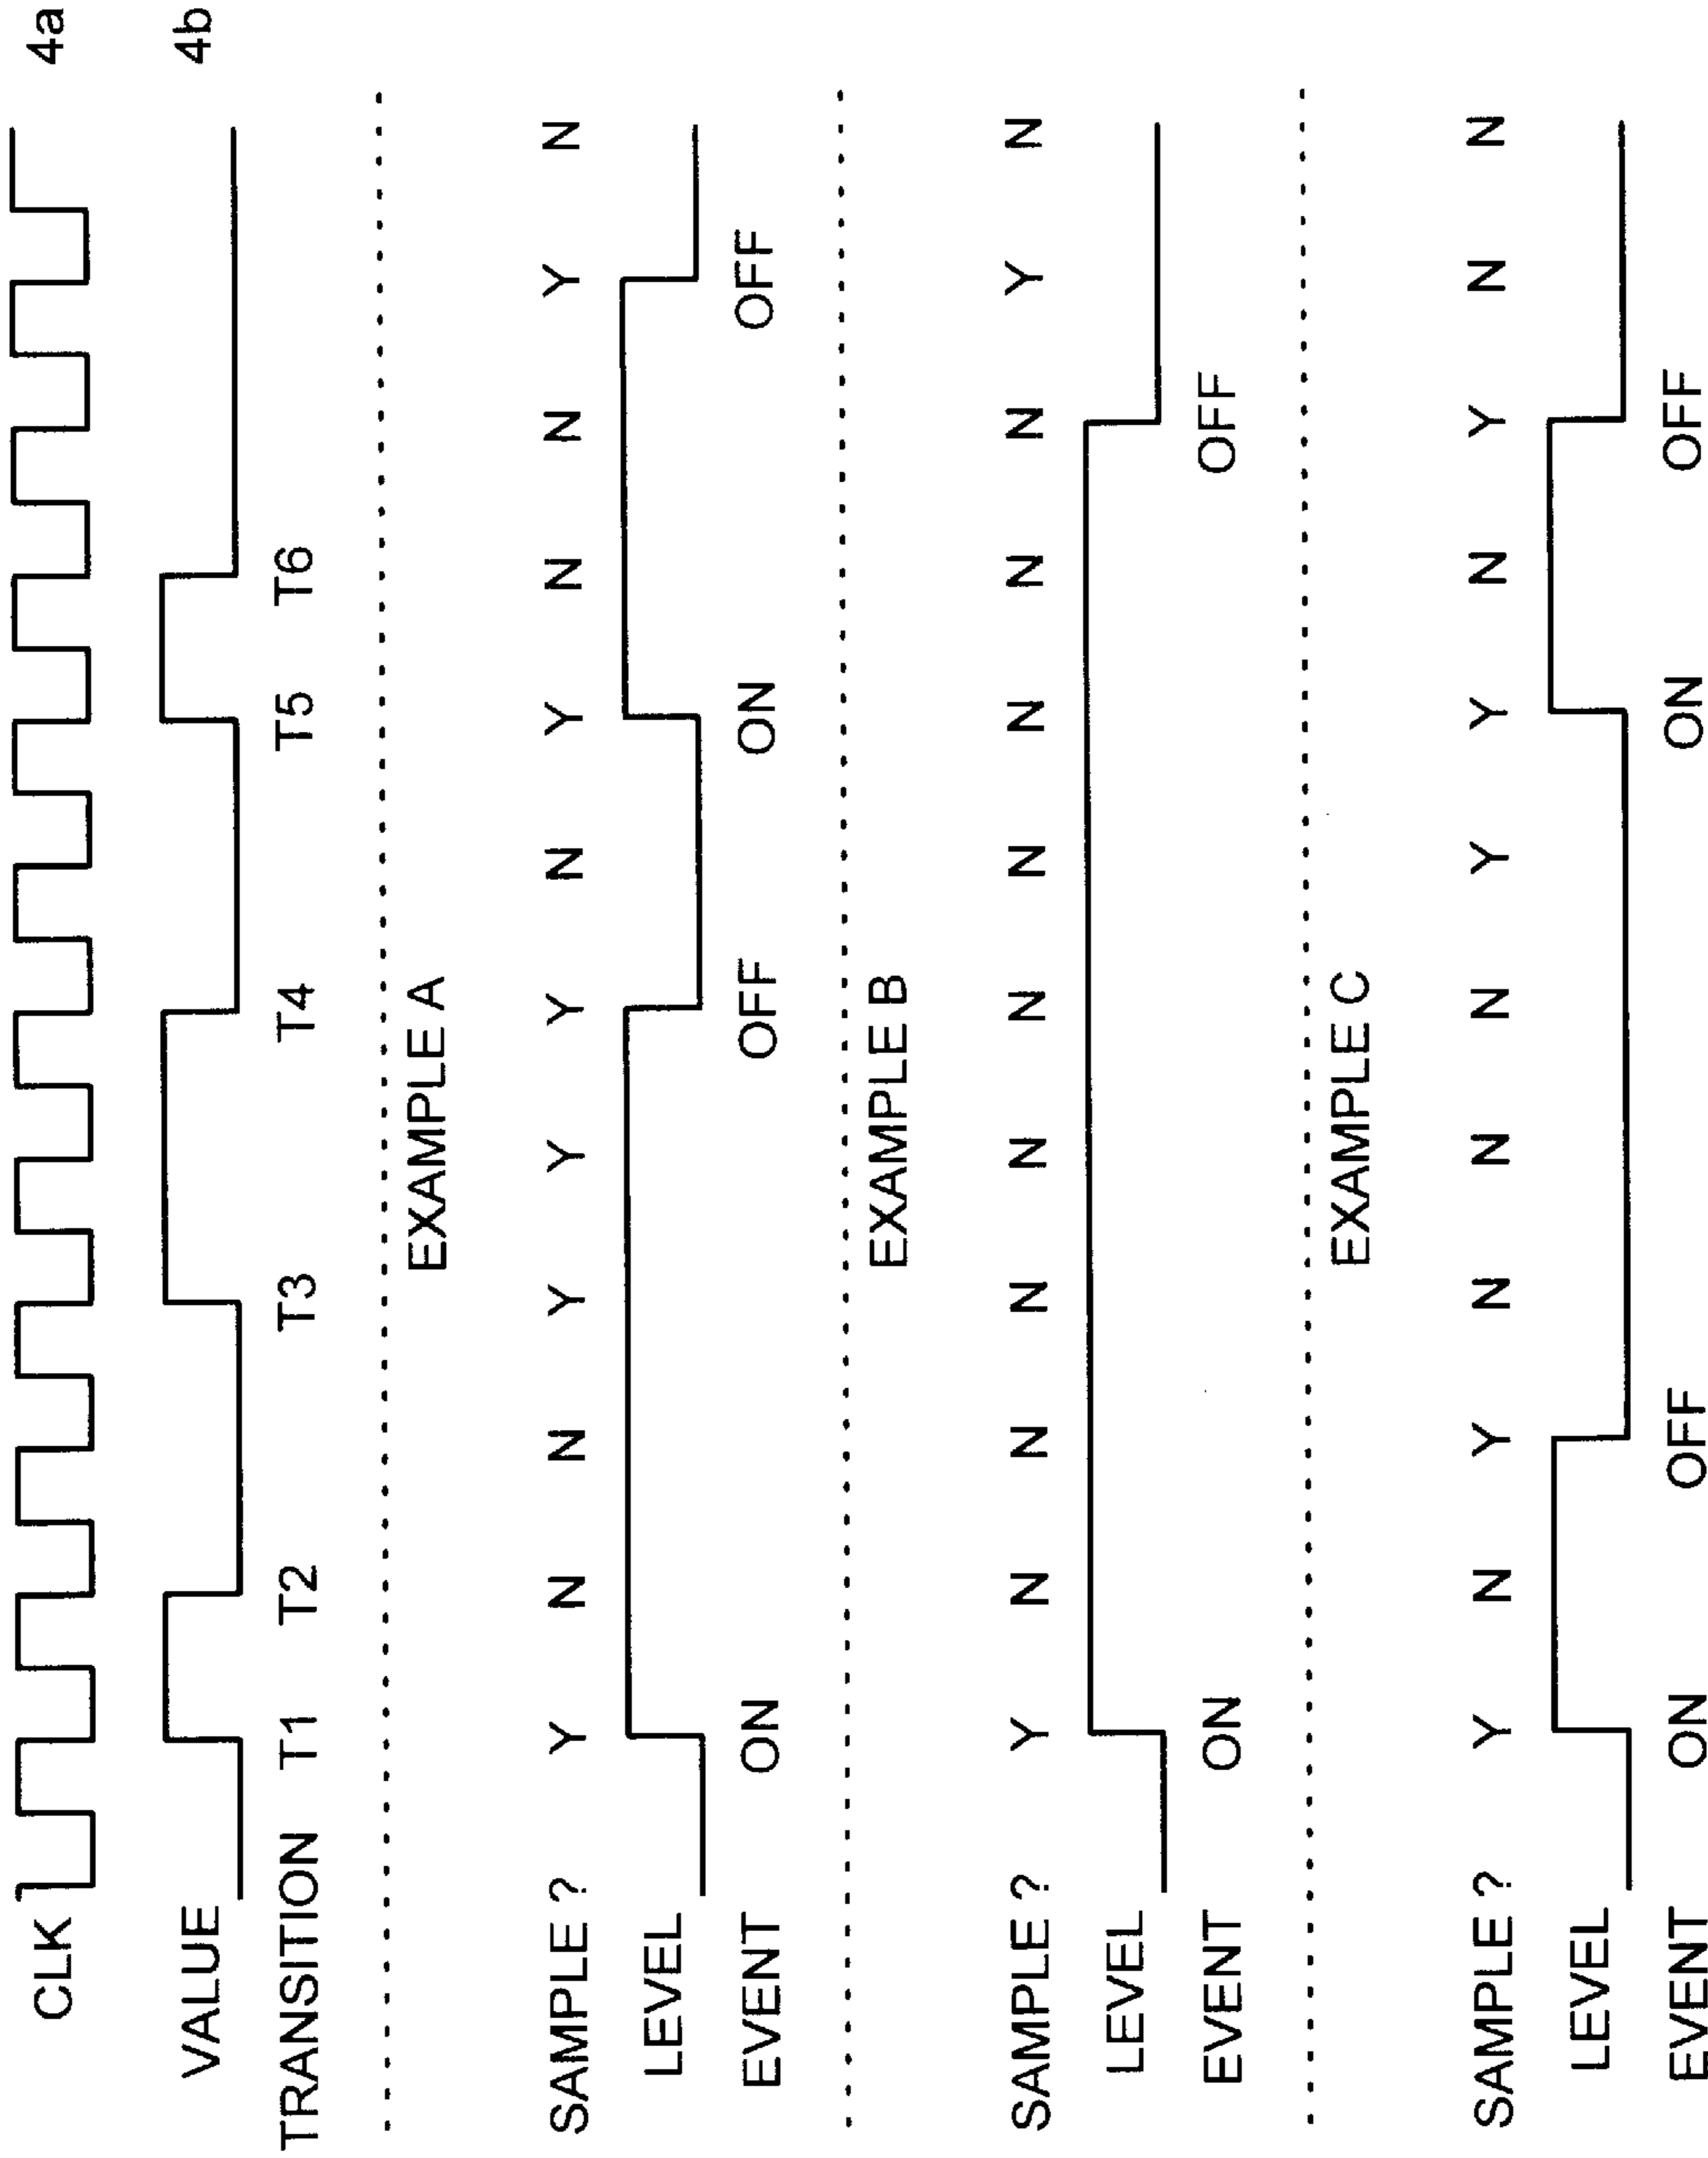 CLK 4a
VALUE 4b
TRANSITION T1 T2 T3 T4 T5 T6
EXAMPLE A
SAMPLE ? Y N N Y Y Y N Y N N Y N
LEVEL
EVENT ON OFF ON OFF
EXAMPLE B
SAMPLE ? Y N N N N N N N N N Y N
LEVEL
EVENT ON OFF
EXAMPLE C
SAMPLE ? Y N Y N N N Y Y N Y N N
LEVEL
EVENT ON OFF ON OFF